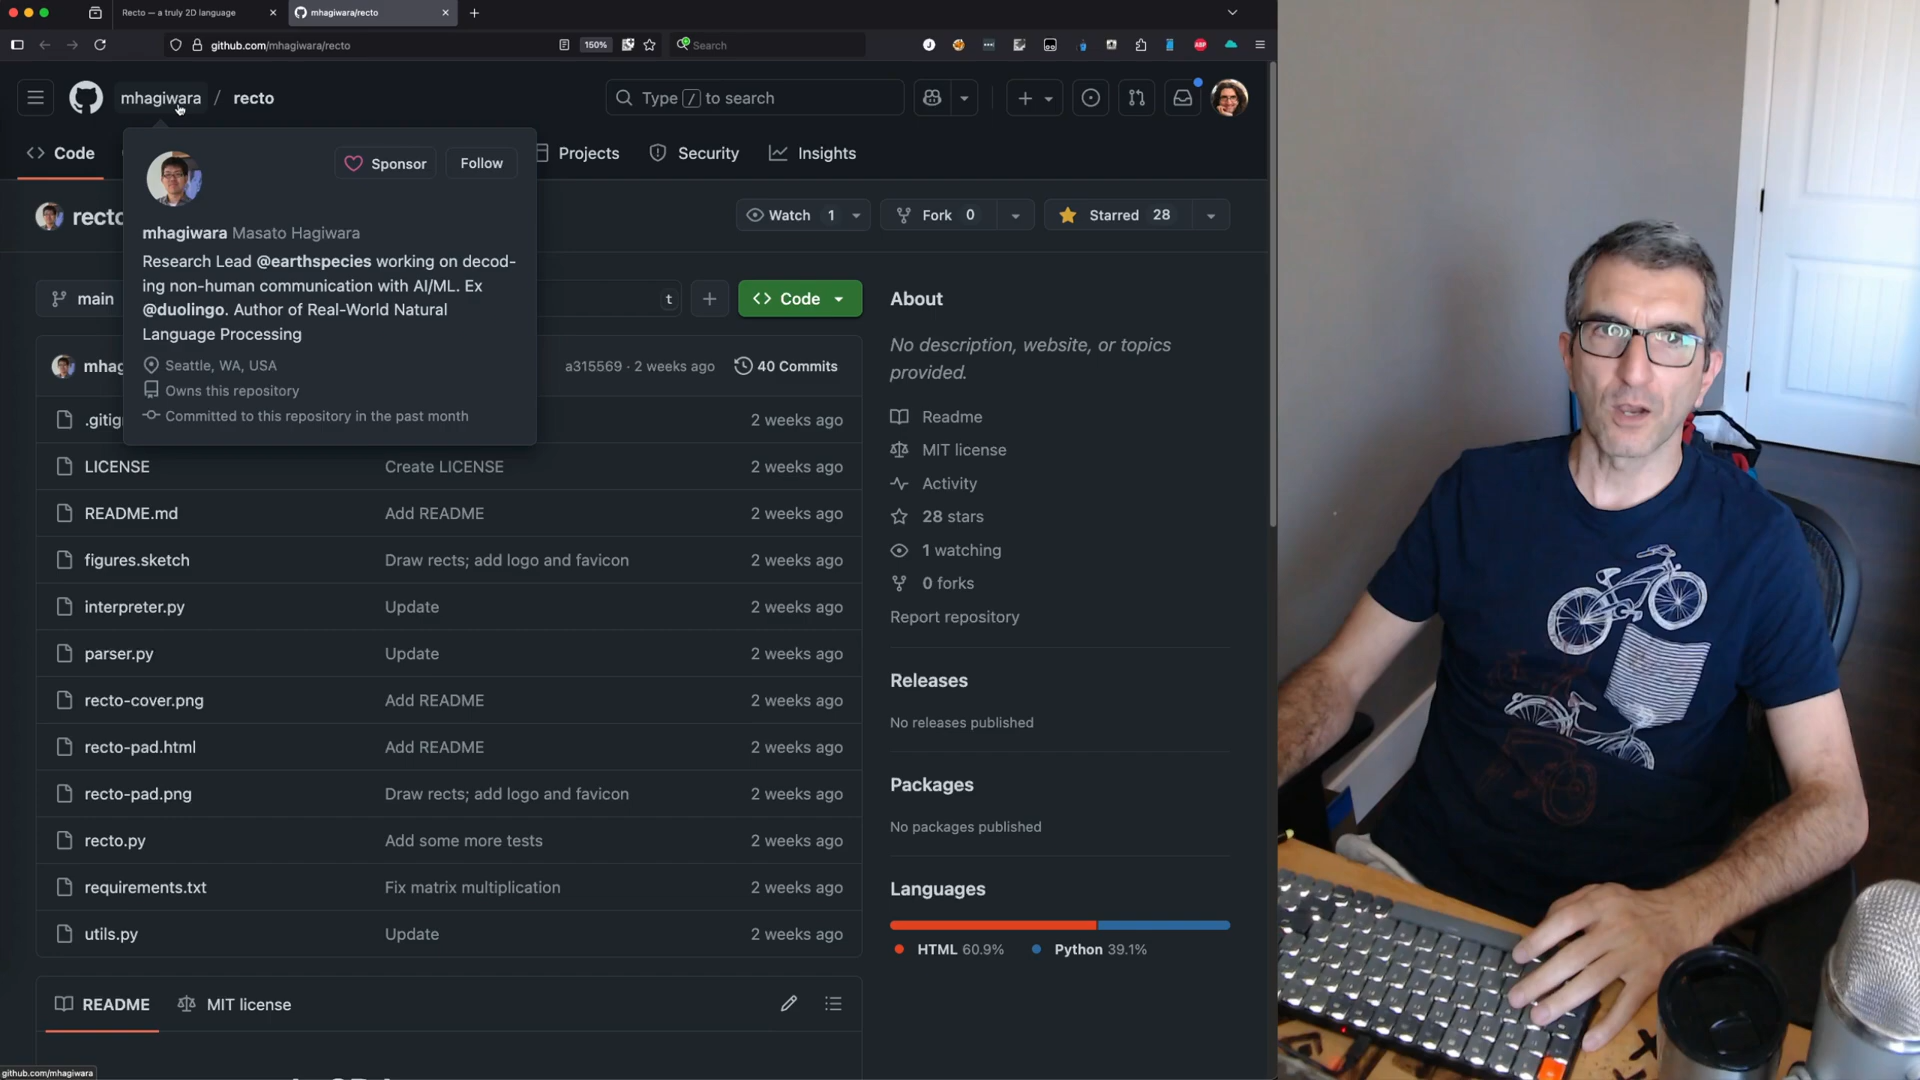 Recto — a truly 2D language
mhagiwara/recto
github.com/mhagiwara/recto
150%
Search
ABP
mhagiwara / recto
Type / to search
Code
Projects
Security
Insights
recto
Watch 1
Fork 0
Starred 28
Sponsor
Follow
mhagiwara Masato Hagiwara
Research Lead @earthspecies working on decod-
ing non-human communication with AI/ML. Ex
@duolingo. Author of Real-World Natural
Language Processing
Seattle, WA, USA
Owns this repository
Committed to this repository in the past month
main
t
Code
mhag
a315569 · 2 weeks ago
40 Commits
.gitig
2 weeks ago
LICENSE
Create LICENSE
2 weeks ago
README.md
Add README
2 weeks ago
figures.sketch
Draw rects; add logo and favicon
2 weeks ago
interpreter.py
Update
2 weeks ago
parser.py
Update
2 weeks ago
recto-cover.png
Add README
2 weeks ago
recto-pad.html
Add README
2 weeks ago
recto-pad.png
Draw rects; add logo and favicon
2 weeks ago
recto.py
Add some more tests
2 weeks ago
requirements.txt
Fix matrix multiplication
2 weeks ago
utils.py
Update
2 weeks ago
README
MIT license
About
No description, website, or topics
provided.
Readme
MIT license
Activity
28 stars
1 watching
0 forks
Report repository
Releases
No releases published
Packages
No packages published
Languages
HTML 60.9%
Python 39.1%
github.com/mhagiwara